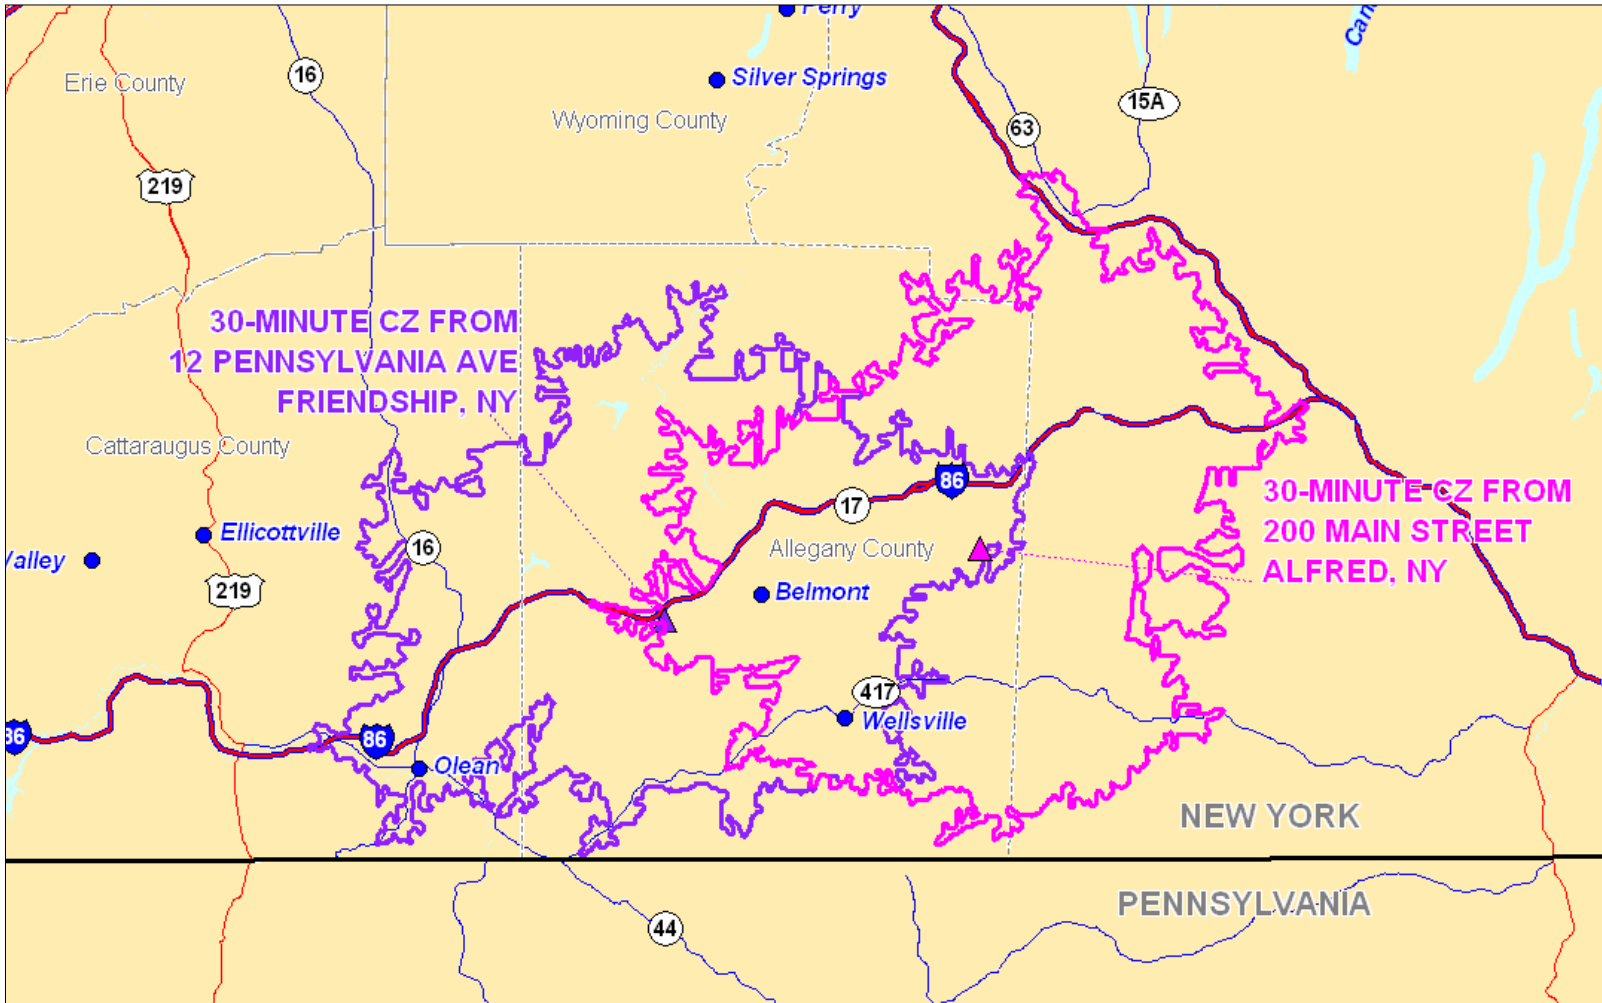 Perry
Silver Springs
Erie County
16
Wyoming County
63
15A
219
30-MINUTE CZ FROM
12 PENNSYLVANIA AVE
FRIENDSHIP, NY
Cattaraugus County
86
17
30-MINUTE CZ FROM
200 MAIN STREET
ALFRED, NY
Ellicottville
Valley
16
Allegany County
219
Belmont
417
Wellsville
86
86
Olean
NEW YORK
PENNSYLVANIA
44